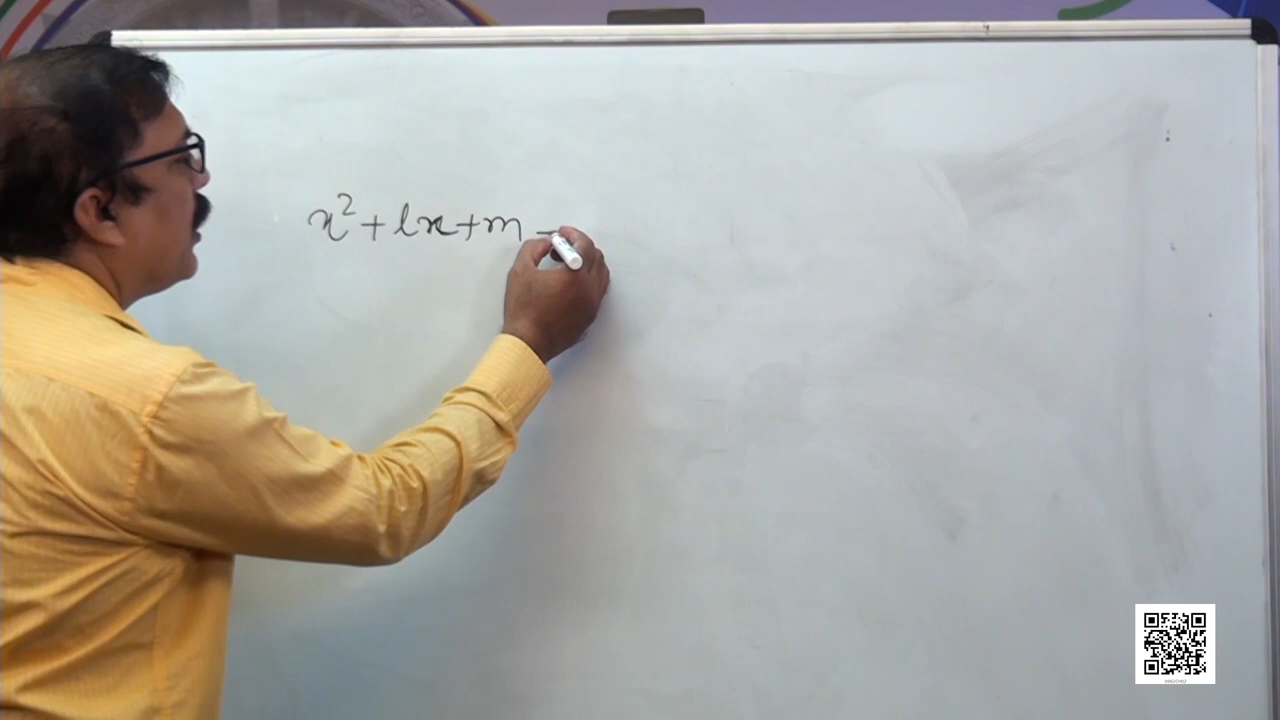 x² + lx + m -